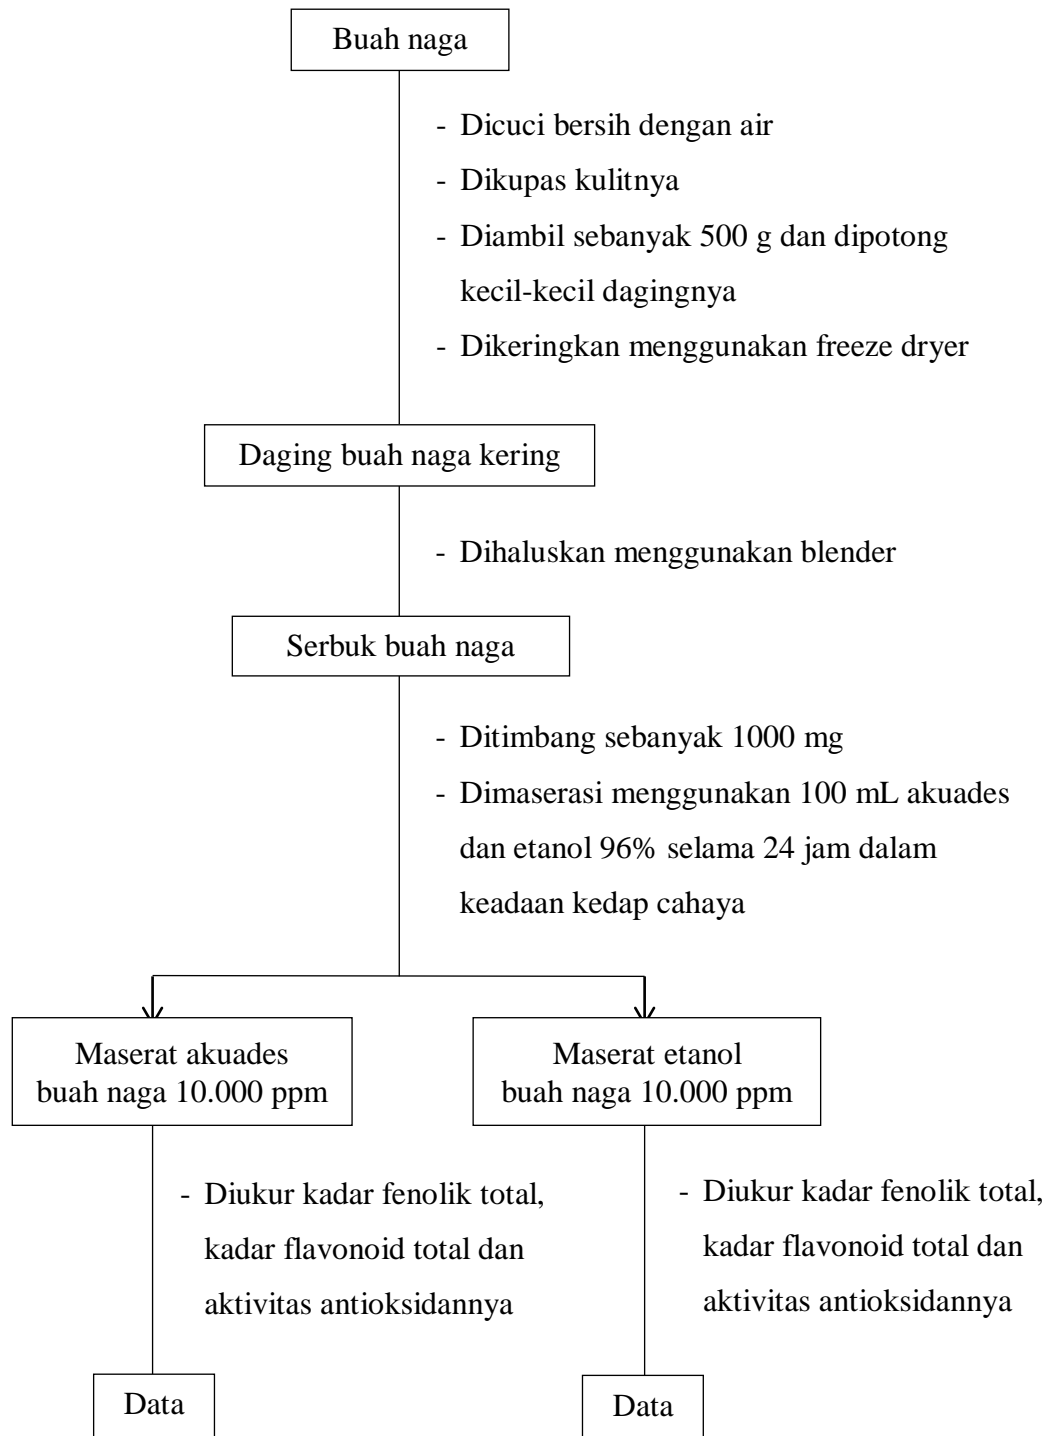 Buah naga
- Dicuci bersih dengan air
- Dikupas kulitnya
- Diambil sebanyak 500 g dan dipotong
kecil-kecil dagingnya
- Dikeringkan menggunakan freeze dryer
Daging buah naga kering
- Dihaluskan menggunakan blender
Serbuk buah naga
- Ditimbang sebanyak 1000 mg
- Dimaserasi menggunakan 100 mL akuades
dan etanol 96% selama 24 jam dalam
keadaan kedap cahaya
Maserat akuades
buah naga 10.000 ppm
Maserat etanol
buah naga 10.000 ppm
- Diukur kadar fenolik total,
kadar flavonoid total dan
aktivitas antioksidannya
- Diukur kadar fenolik total,
kadar flavonoid total dan
aktivitas antioksidannya
Data
Data